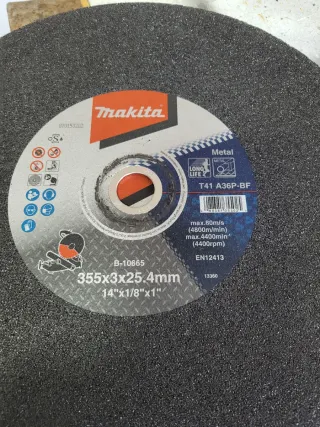 makita
Metal
LONG
LIFE
T41 A36P-BF
max.80m/s
(4800m/min)
max.4400min⁻
(4400rpm)
EN12413
13380
B-10665
355x3x25.4mm
14"x1/8"x1"